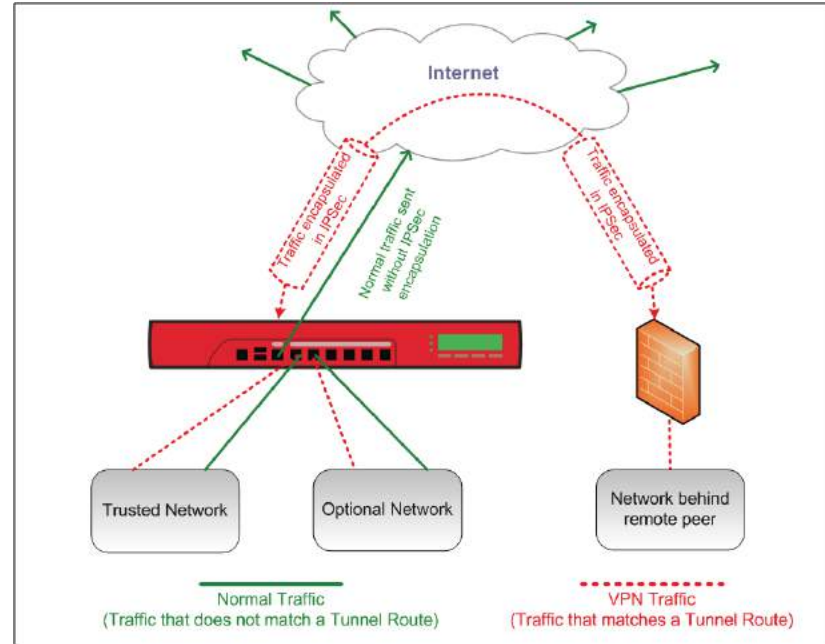 Internet
Traffic encapsulated
in IPSec
Normal traffic sent
without IPSec
encapsulation
Traffic encapsulated
in IPSec
Trusted Network
Optional Network
Network behind
remote peer
Normal Traffic
(Traffic that does not match a Tunnel Route)
VPN Traffic
(Traffic that matches a Tunnel Route)